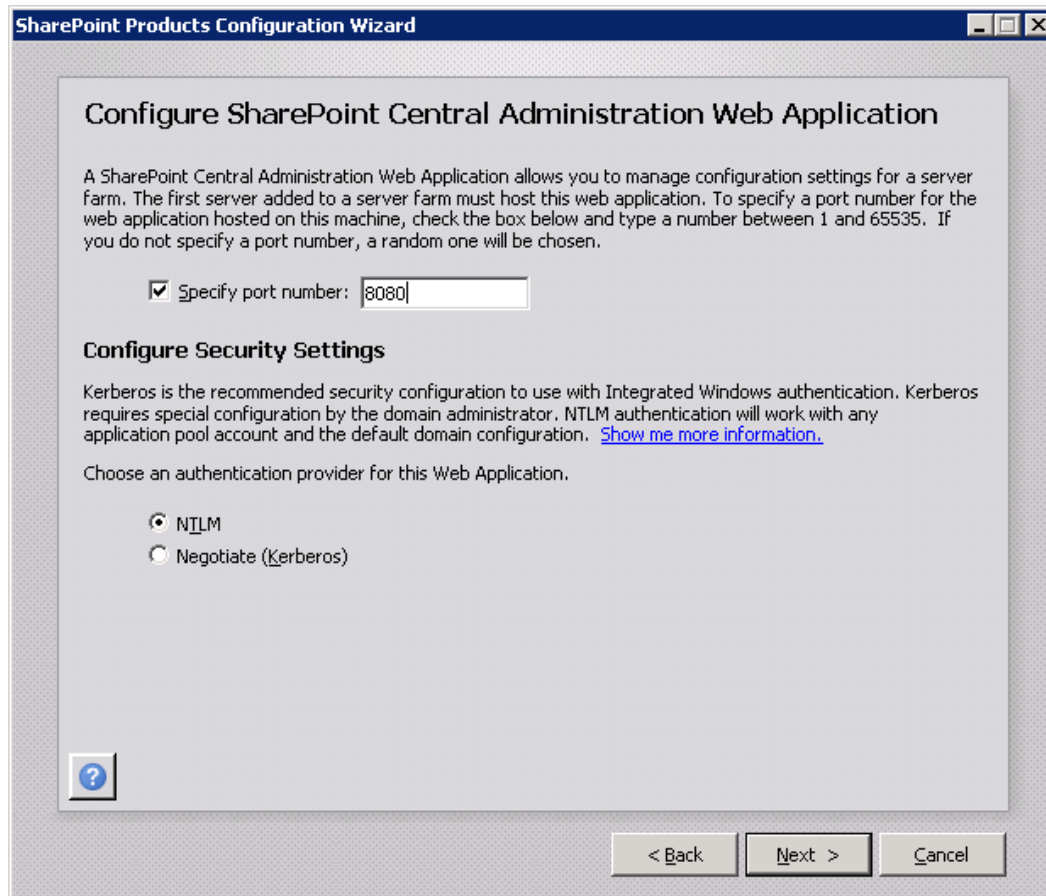 SharePoint Products Configuration Wizard
Configure SharePoint Central Administration Web Application
A SharePoint Central Administration Web Application allows you to manage configuration settings for a server
farm. The first server added to a server farm must host this web application. To specify a port number for the
web application hosted on this machine, check the box below and type a number between 1 and 65535. If
you do not specify a port number, a random one will be chosen.
Specify port number: 8080
Configure Security Settings
Kerberos is the recommended security configuration to use with Integrated Windows authentication. Kerberos
requires special configuration by the domain administrator. NTLM authentication will work with any
application pool account and the default domain configuration. Show me more information.
Choose an authentication provider for this Web Application.
NTLM
Negotiate (Kerberos)
?
< Back Next > Cancel